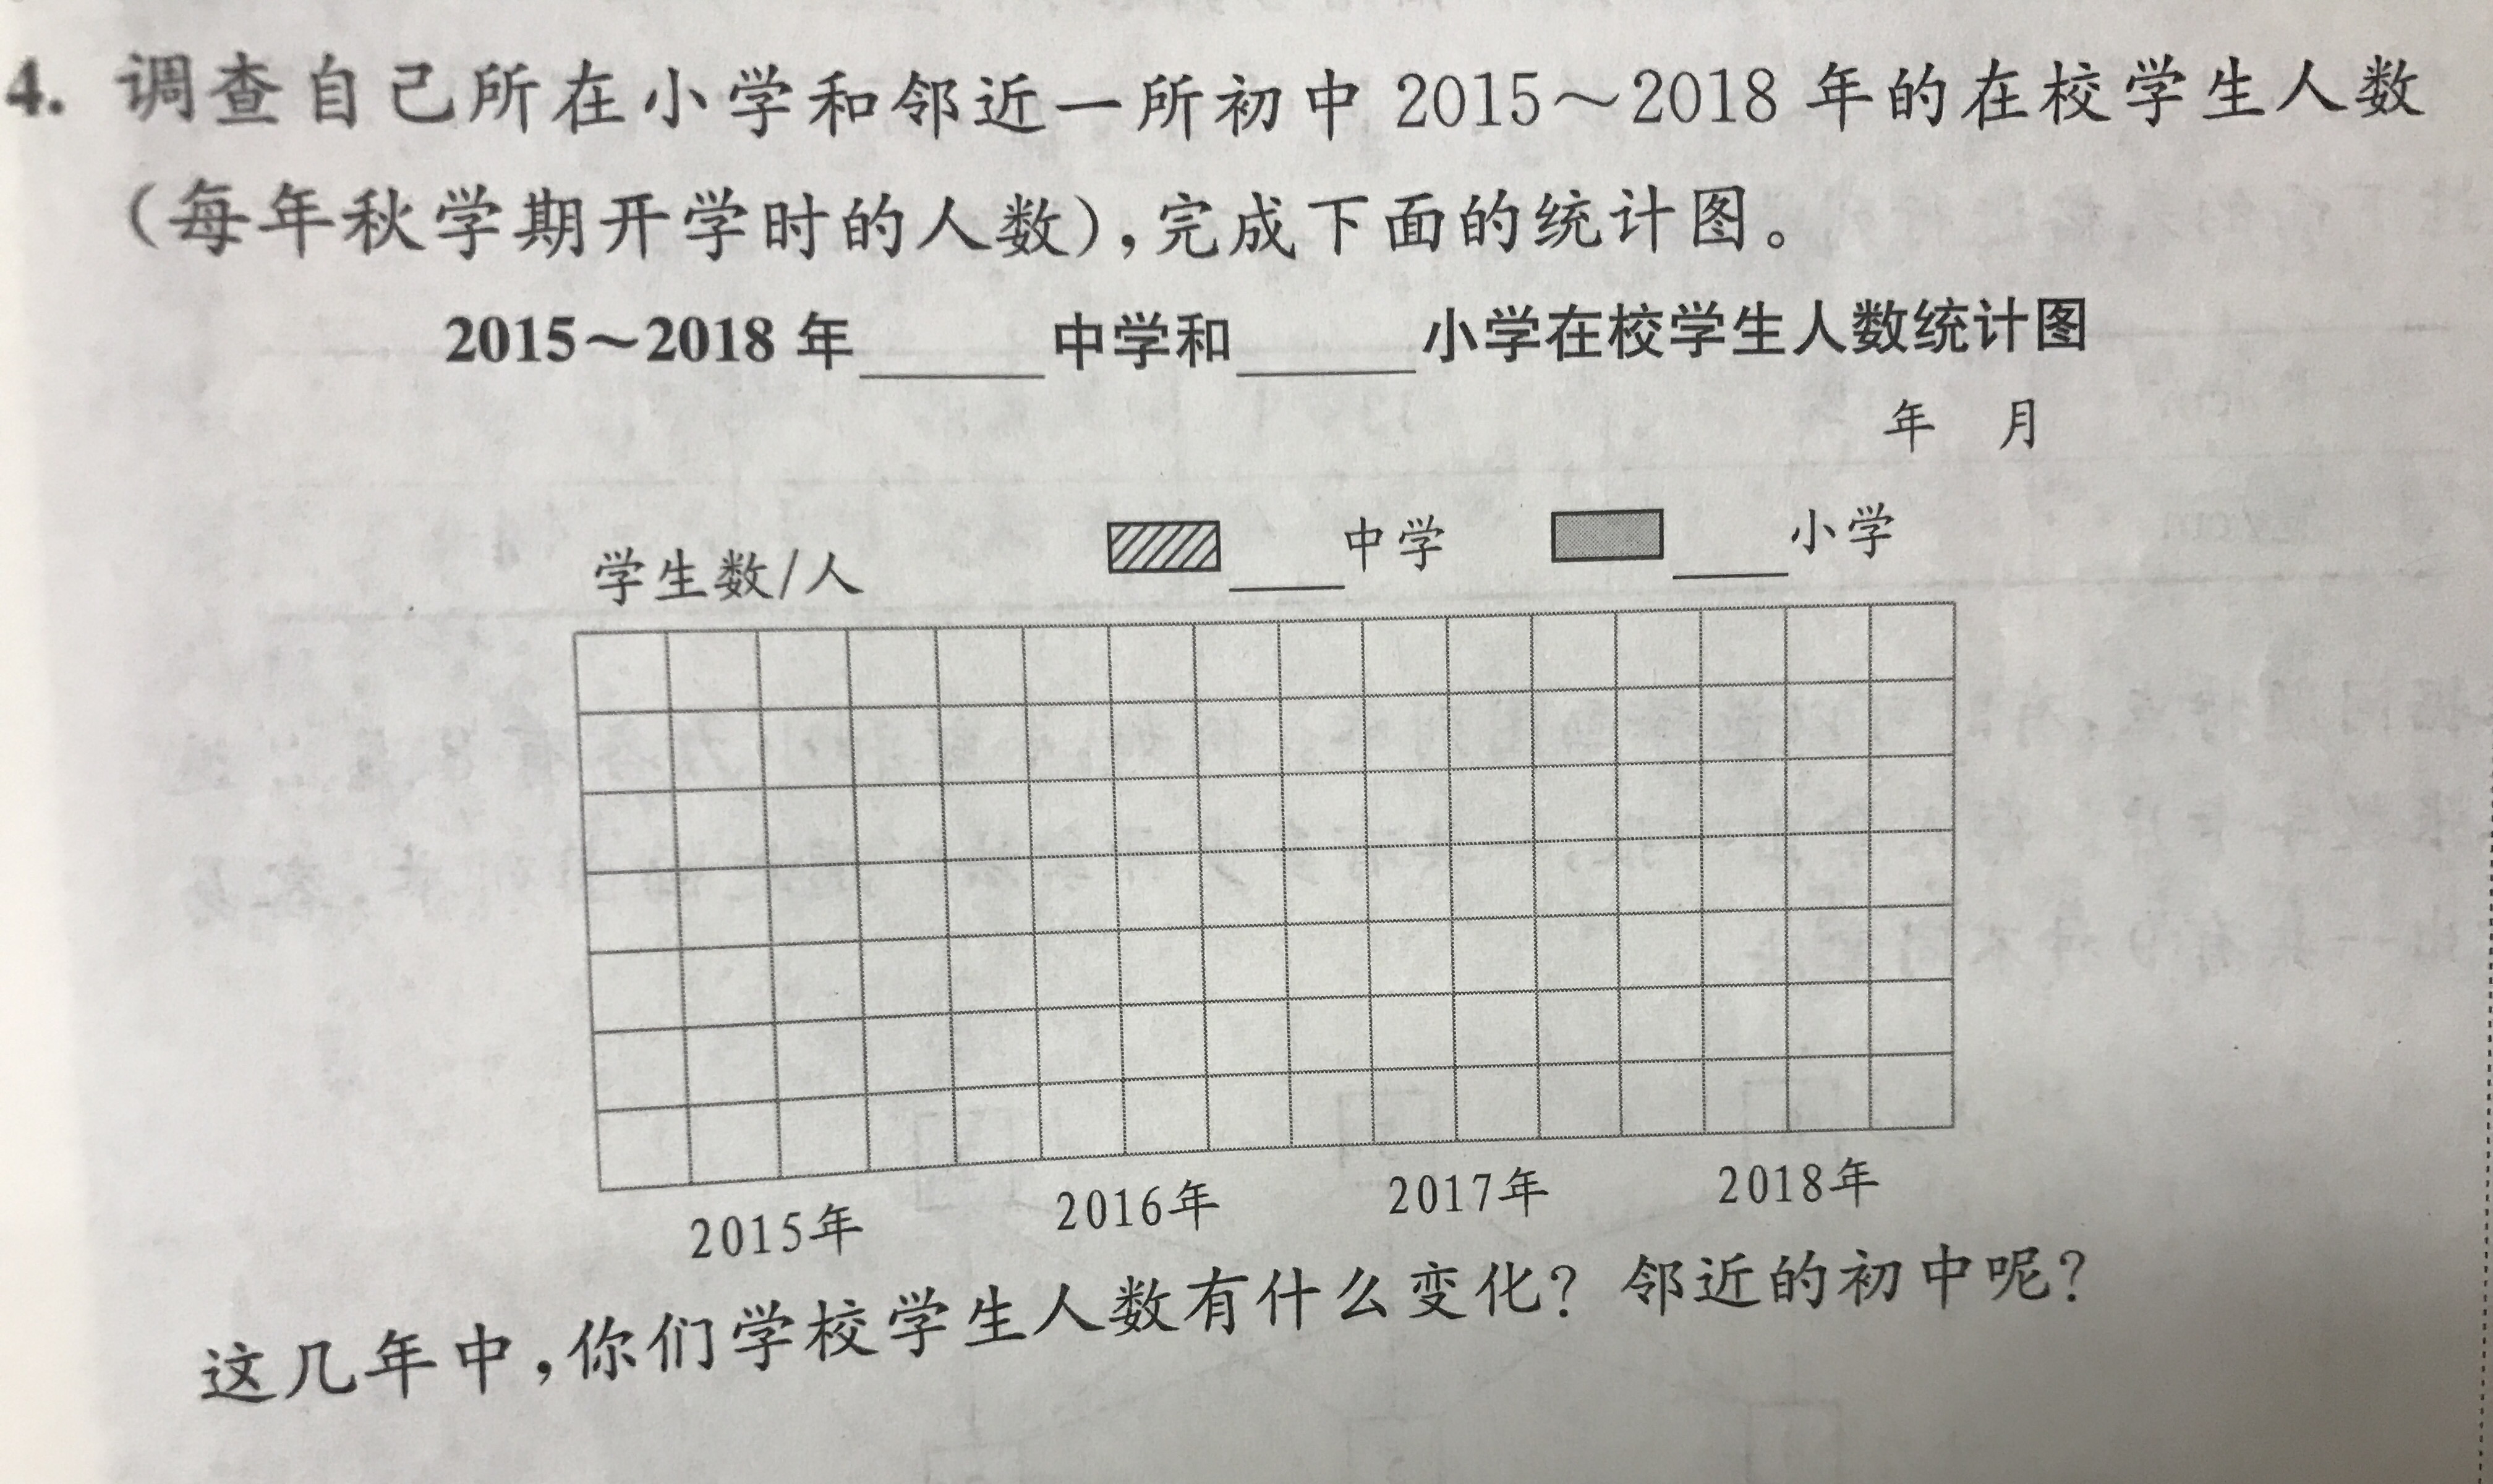 4. 调查自己所在小学和邻近一所初中 2015～2018 年的在校学生人数
（每年秋学期开学时的人数），完成下面的统计图。
2015～2018 年______中学和______小学在校学生人数统计图
年 月
学生数/人 ____中学 ____小学
2015年 2016年 2017年 2018年
这几年中，你们学校学生人数有什么变化？邻近的初中呢？